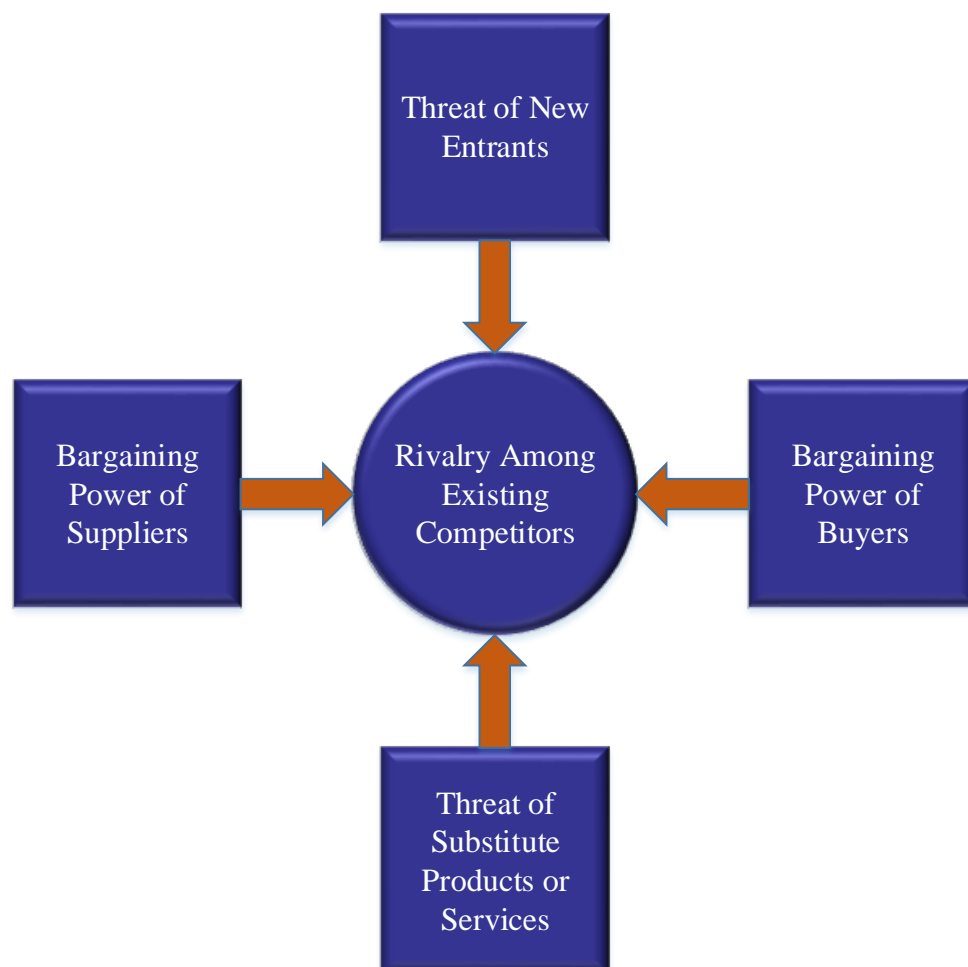 Threat of New
Entrants
Bargaining
Power of
Suppliers
Rivalry Among
Existing
Competitors
Bargaining
Power of
Buyers
Threat of
Substitute
Products or
Services